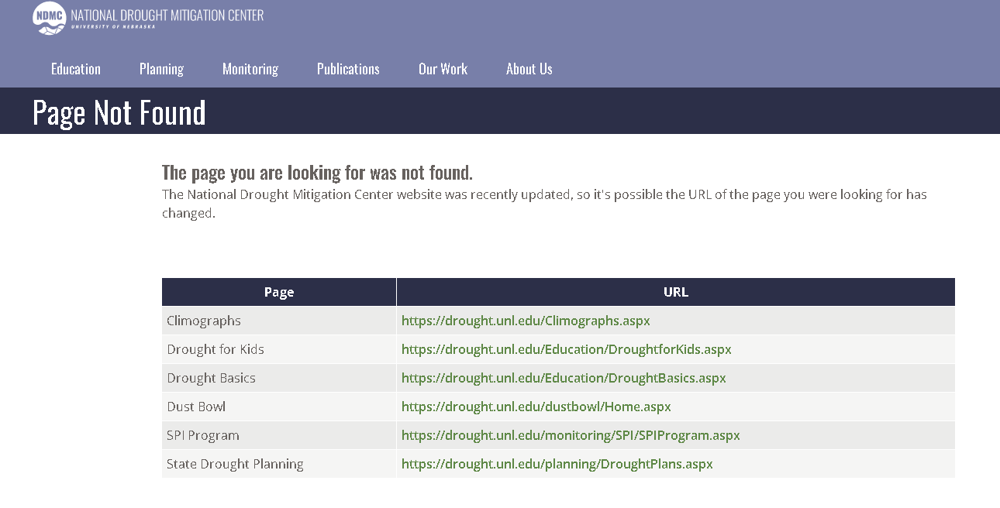 NDMC NATIONAL DROUGHT MITIGATION CENTER
UNIVERSITY OF NEBRASKA
Education Planning Monitoring Publications Our Work About Us
Page Not Found
The page you are looking for was not found.
The National Drought Mitigation Center website was recently updated, so it's possible the URL of the page you were looking for has
changed.
Page URL
Climographs https://drought.unl.edu/Climographs.aspx
Drought for Kids https://drought.unl.edu/Education/DroughtforKids.aspx
Drought Basics https://drought.unl.edu/Education/DroughtBasics.aspx
Dust Bowl https://drought.unl.edu/dustbowl/Home.aspx
SPI Program https://drought.unl.edu/monitoring/SPI/SPIProgram.aspx
State Drought Planning https://drought.unl.edu/planning/DroughtPlans.aspx